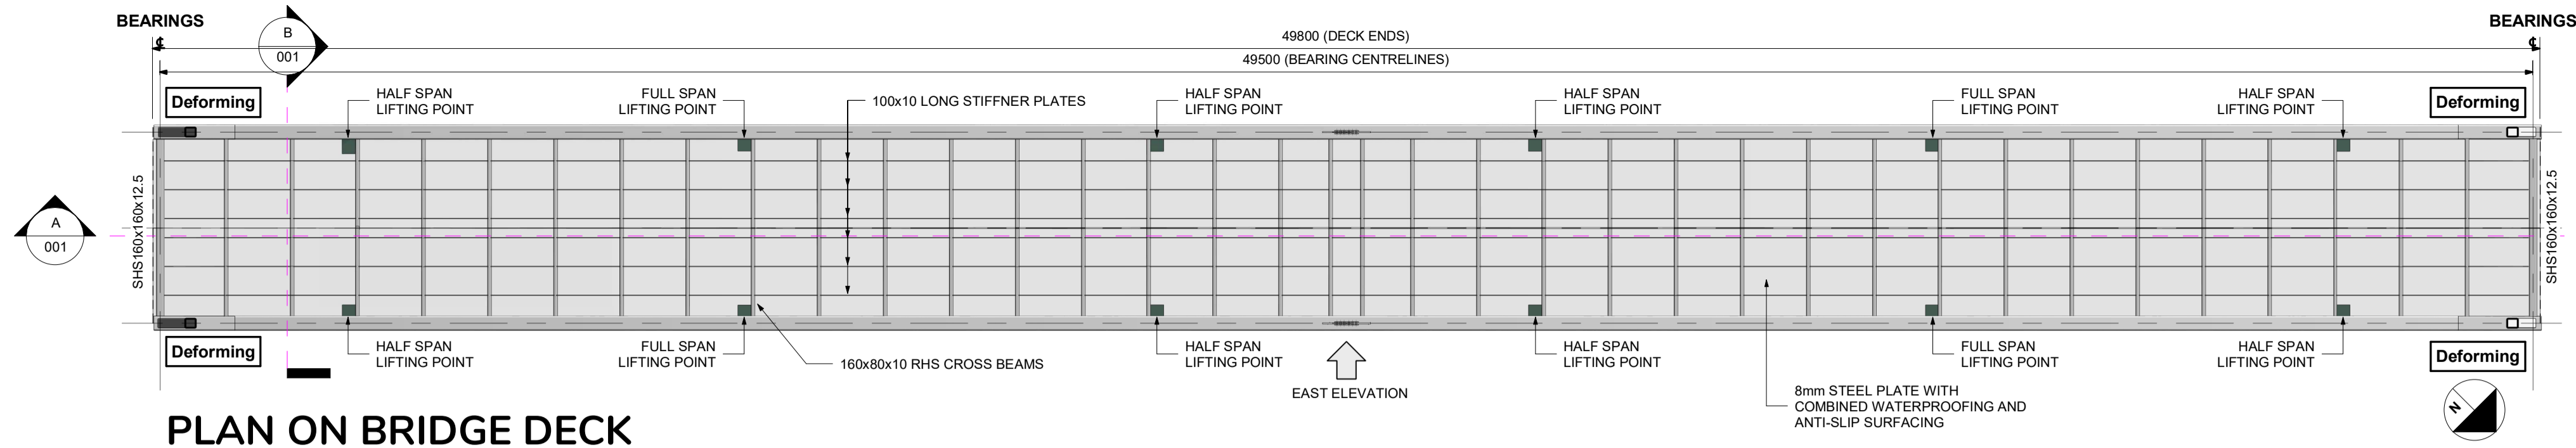 BEARINGS
BEARINGS
B
001
℄
℄
49800 (DECK ENDS)
49500 (BEARING CENTRELINES)
Deforming
HALF SPAN
LIFTING POINT
FULL SPAN
LIFTING POINT
100x10 LONG STIFFNER PLATES
HALF SPAN
LIFTING POINT
HALF SPAN
LIFTING POINT
FULL SPAN
LIFTING POINT
HALF SPAN
LIFTING POINT
Deforming
A
001
SHS160x160x12.5
SHS160x160x12.5
Deforming
HALF SPAN
LIFTING POINT
FULL SPAN
LIFTING POINT
160x80x10 RHS CROSS BEAMS
HALF SPAN
LIFTING POINT
EAST ELEVATION
HALF SPAN
LIFTING POINT
8mm STEEL PLATE WITH
COMBINED WATERPROOFING AND
ANTI-SLIP SURFACING
FULL SPAN
LIFTING POINT
HALF SPAN
LIFTING POINT
Deforming
N
PLAN ON BRIDGE DECK